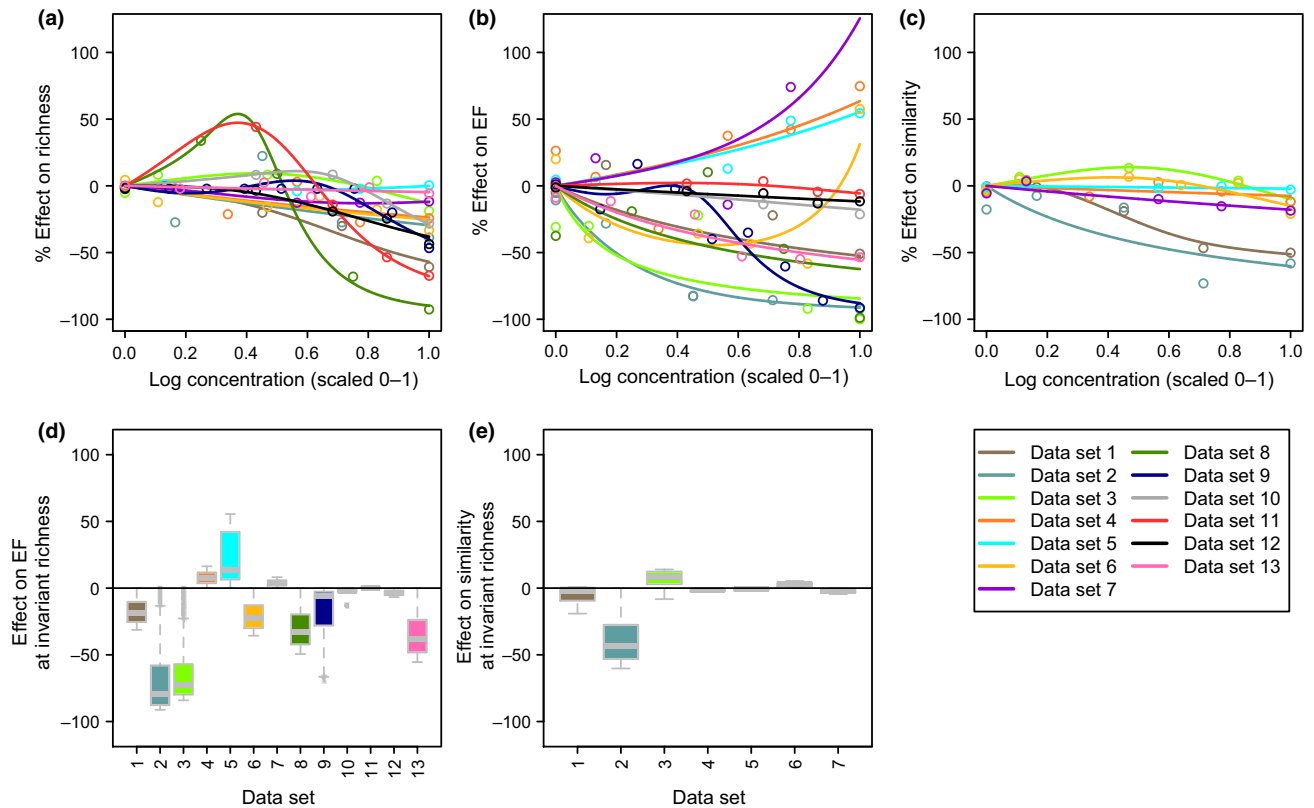 (a)
% Effect on richness
100
50
0
–50
–100
0.0 0.2 0.4 0.6 0.8 1.0
Log concentration (scaled 0–1)
(b)
% Effect on EF
100
50
0
–50
–100
0.0 0.2 0.4 0.6 0.8 1.0
Log concentration (scaled 0–1)
(c)
% Effect on similarity
100
50
0
–50
–100
0.0 0.2 0.4 0.6 0.8 1.0
Log concentration (scaled 0–1)
(d)
Effect on EF
at invariant richness
100
50
0
–50
–100
1 2 3 4 5 6 7 8 9 10 11 12 13
Data set
(e)
Effect on similarity
at invariant richness
100
50
0
–50
–100
1 2 3 4 5 6 7
Data set
Data set 1
Data set 2
Data set 3
Data set 4
Data set 5
Data set 6
Data set 7
Data set 8
Data set 9
Data set 10
Data set 11
Data set 12
Data set 13